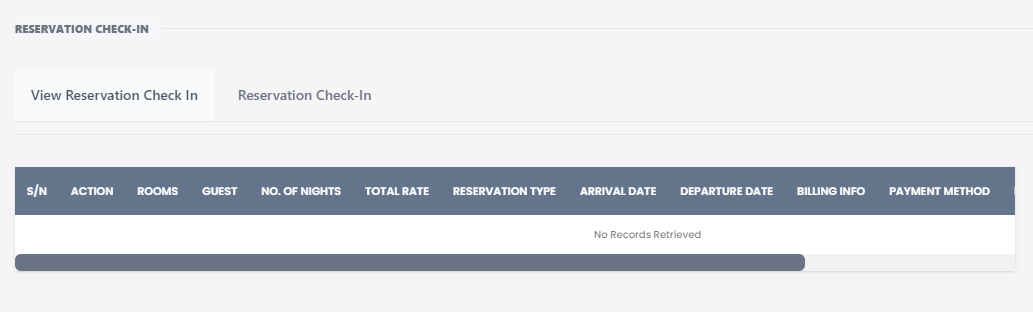 RESERVATION CHECK-IN
View Reservation Check In Reservation Check-In
S/N ACTION ROOMS GUEST NO. OF NIGHTS TOTAL RATE RESERVATION TYPE ARRIVAL DATE DEPARTURE DATE BILLING INFO PAYMENT METHOD
No Records Retrieved